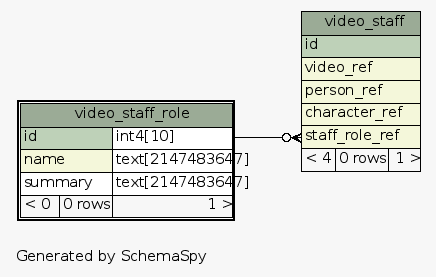 video_staff
id
video_ref
person_ref
character_ref
staff_role_ref
< 4 0 rows 1 >
video_staff_role
id int4[10]
name text[2147483647]
summary text[2147483647]
< 0 0 rows 1 >
Generated by SchemaSpy